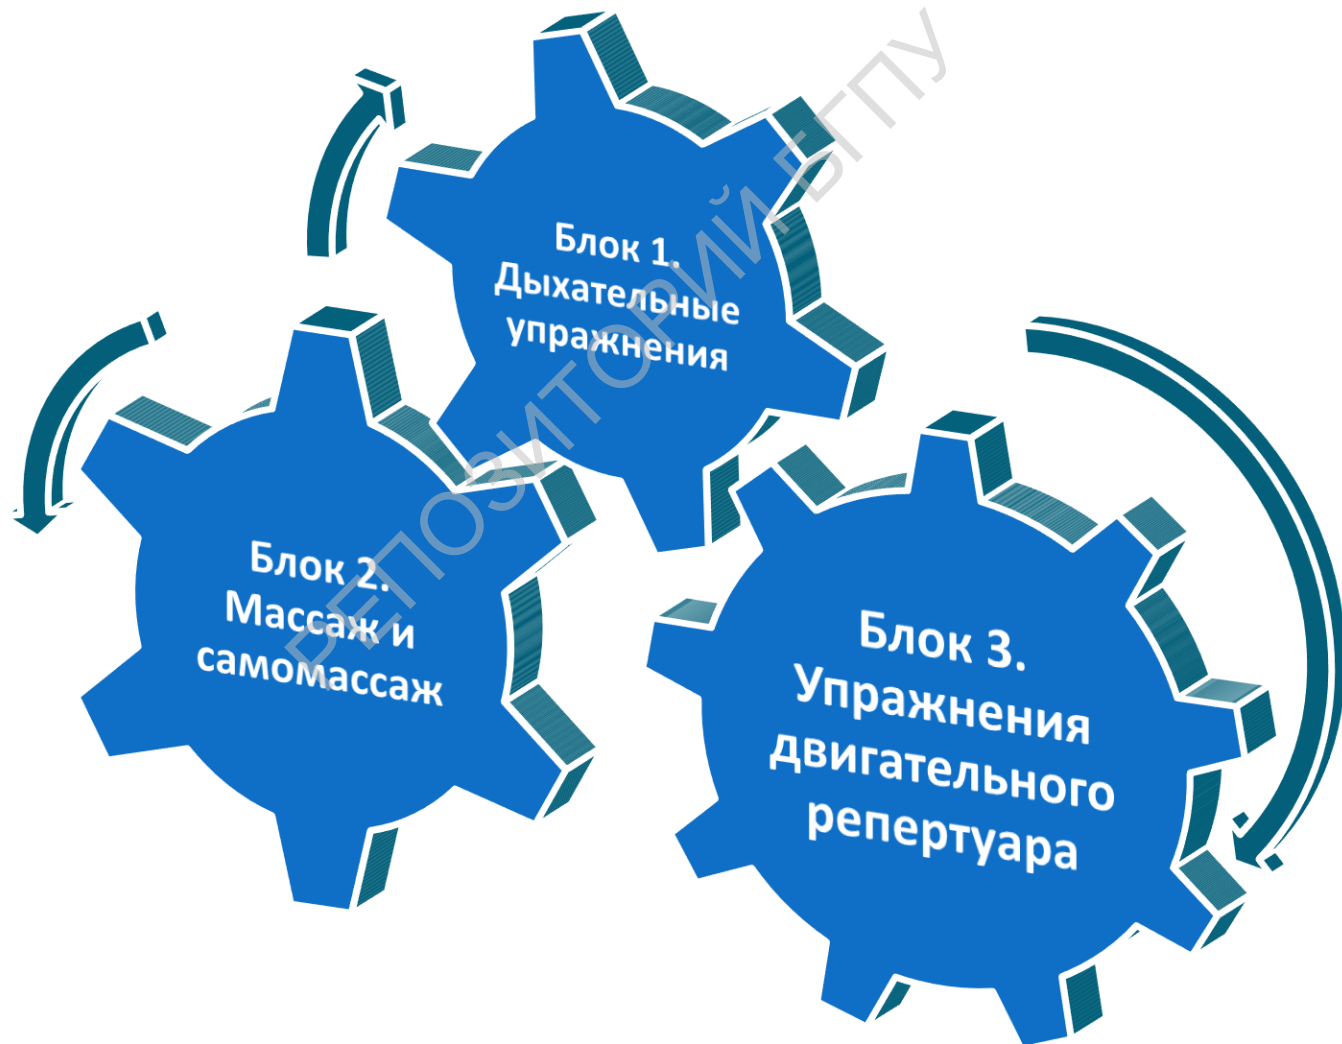 Блок 1.
Дыхательные
упражнения
Блок 2.
Массаж и
самомассаж
Блок 3.
Упражнения
двигательного
репертуара
РЕПОЗИТОРИЙ БГПУ